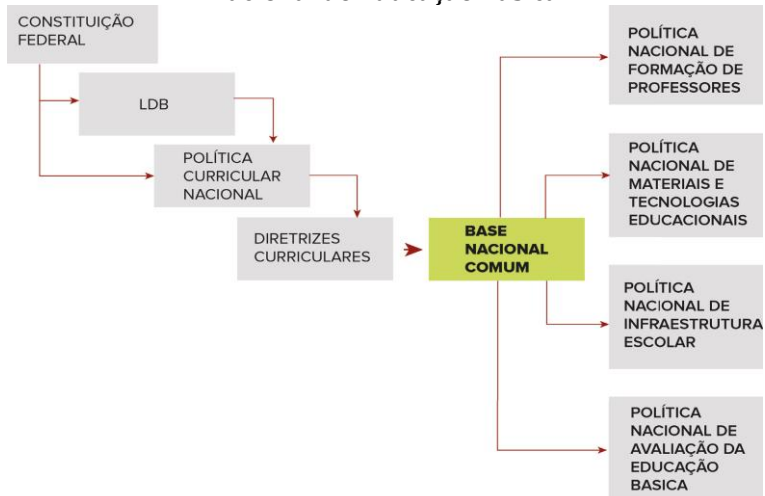 CONSTITUIÇÃO
FEDERAL
LDB
POLÍTICA
CURRICULAR
NACIONAL
DIRETRIZES
CURRICULARES
BASE
NACIONAL
COMUM
POLÍTICA
NACIONAL DE
FORMAÇÃO DE
PROFESSORES
POLÍTICA
NACIONAL DE
MATERIAIS E
TECNOLOGIAS
EDUCACIONAIS
POLÍTICA
NACIONAL DE
INFRAESTRUTURA
ESCOLAR
POLÍTICA
NACIONAL DE
AVALIAÇÃO DA
EDUCAÇÃO
BASICA